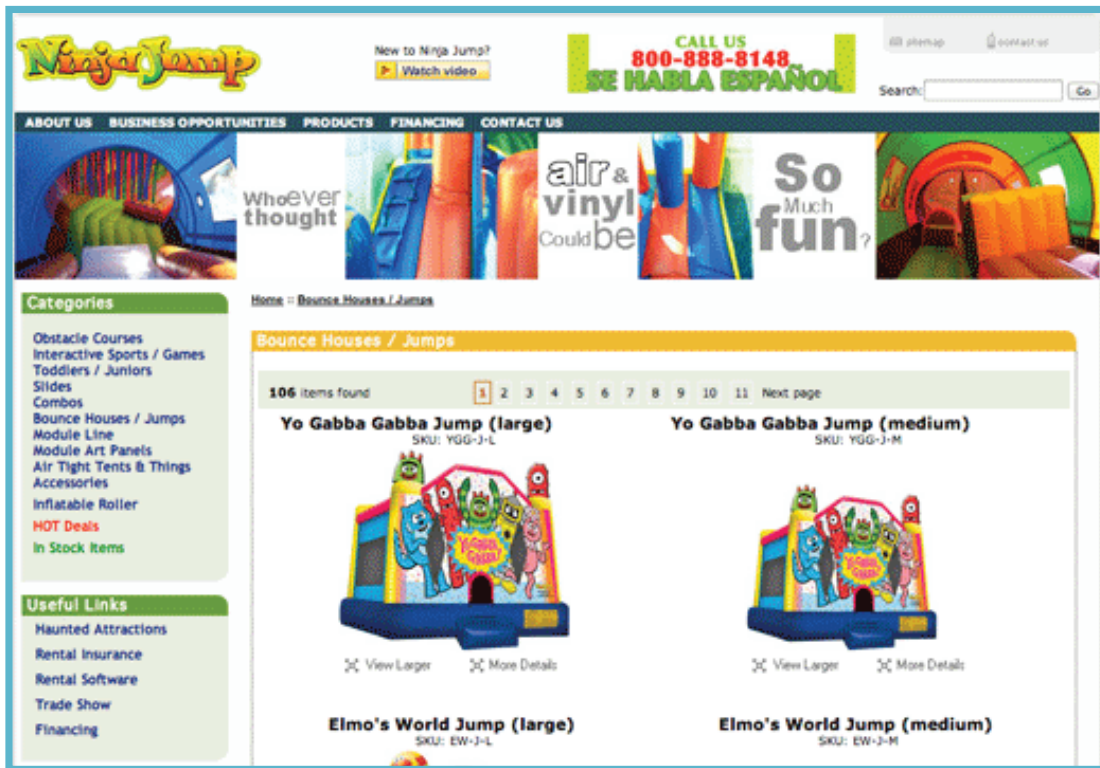 Ninja Jump
New to Ninja Jump?
Watch video
CALL US
800-888-8148
SE HABLA ESPAÑOL
sitemap
contact us
Search:
Go
ABOUT US BUSINESS OPPORTUNITIES PRODUCTS FINANCING CONTACT US
Whoever
thought
air &
vinyl
Could be
So
Much
fun?
Categories
Obstacle Courses
Interactive Sports / Games
Toddlers / Juniors
Slides
Combos
Bounce Houses / Jumps
Module Line
Module Art Panels
Air Tight Tents & Things
Accessories
Inflatable Roller
HOT Deals
In Stock Items
Useful Links
Haunted Attractions
Rental Insurance
Rental Software
Trade Show
Financing
Home :: Bounce Houses / Jumps
Bounce Houses / Jumps
106 items found 1 2 3 4 5 6 7 8 9 10 11 Next page
Yo Gabba Gabba Jump (large)
SKU: YGG-J-L
Yo Gabba Gabba!
View Larger More Details
Yo Gabba Gabba Jump (medium)
SKU: YGG-J-M
Yo Gabba Gabba!
View Larger More Details
Elmo's World Jump (large)
SKU: EW-J-L
Elmo's World Jump (medium)
SKU: EW-J-M